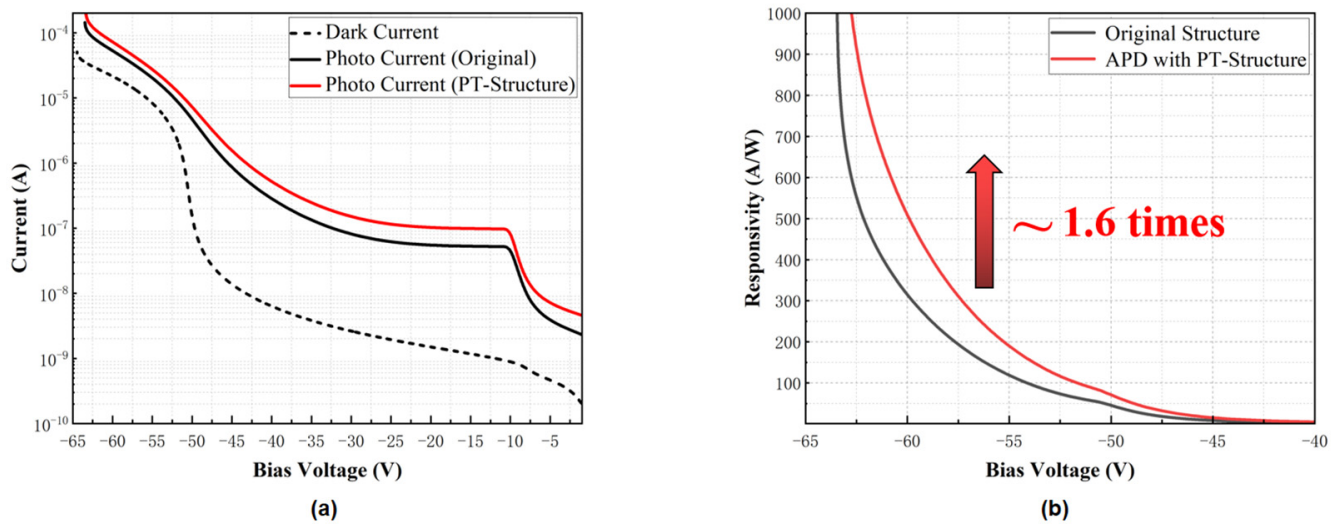 Dark Current
Photo Current (Original)
Photo Current (PT-Structure)
Current (A)
10⁻⁴
10⁻⁵
10⁻⁶
10⁻⁷
10⁻⁸
10⁻⁹
10⁻¹⁰
-65 -60 -55 -50 -45 -40 -35 -30 -25 -20 -15 -10 -5
Bias Voltage (V)
(a)
Original Structure
APD with PT-Structure
Responsivity (A/W)
1000
900
800
700
600
500
400
300
200
100
~ 1.6 times
-65 -60 -55 -50 -45 -40
Bias Voltage (V)
(b)